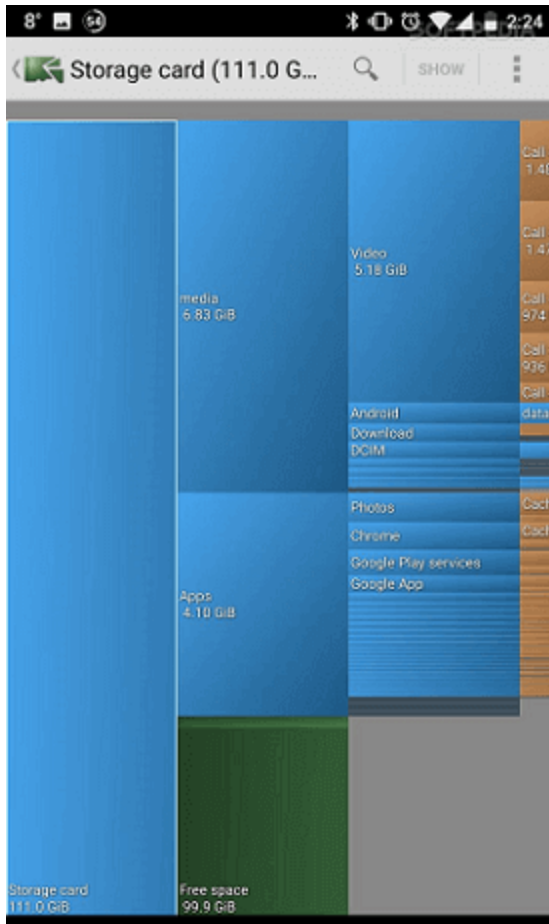 8° 54 2:24
SOFTPEDIA
Storage card (111.0 G... SHOW
Call
Call
Video
5.18 GiB
media
6.83 GiB
Call
974
Call
936
Call
Android data
Download
DCIM
Photos
Chrome
Google Play services
Google App
Apps
4.10 GiB
Storage card
111.0 GiB
Free space
99.9 GiB